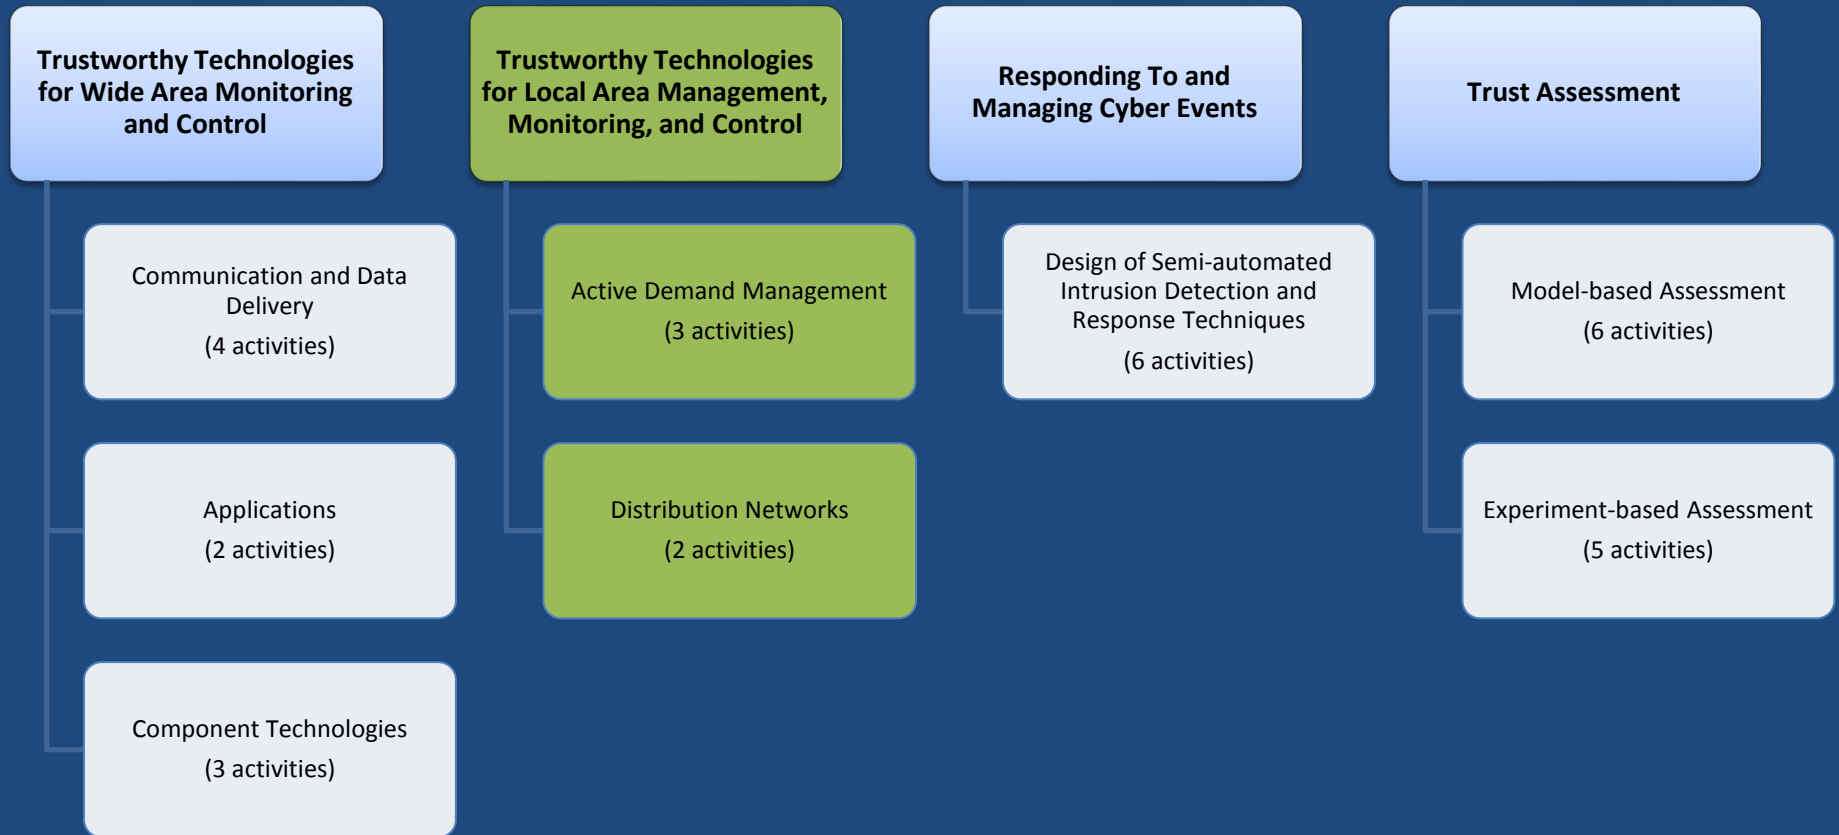 Trustworthy Technologies
for Wide Area Monitoring
and Control
Communication and Data
Delivery
(4 activities)
Applications
(2 activities)
Component Technologies
(3 activities)
Trustworthy Technologies
for Local Area Management,
Monitoring, and Control
Active Demand Management
(3 activities)
Distribution Networks
(2 activities)
Responding To and
Managing Cyber Events
Design of Semi-automated
Intrusion Detection and
Response Techniques
(6 activities)
Trust Assessment
Model-based Assessment
(6 activities)
Experiment-based Assessment
(5 activities)